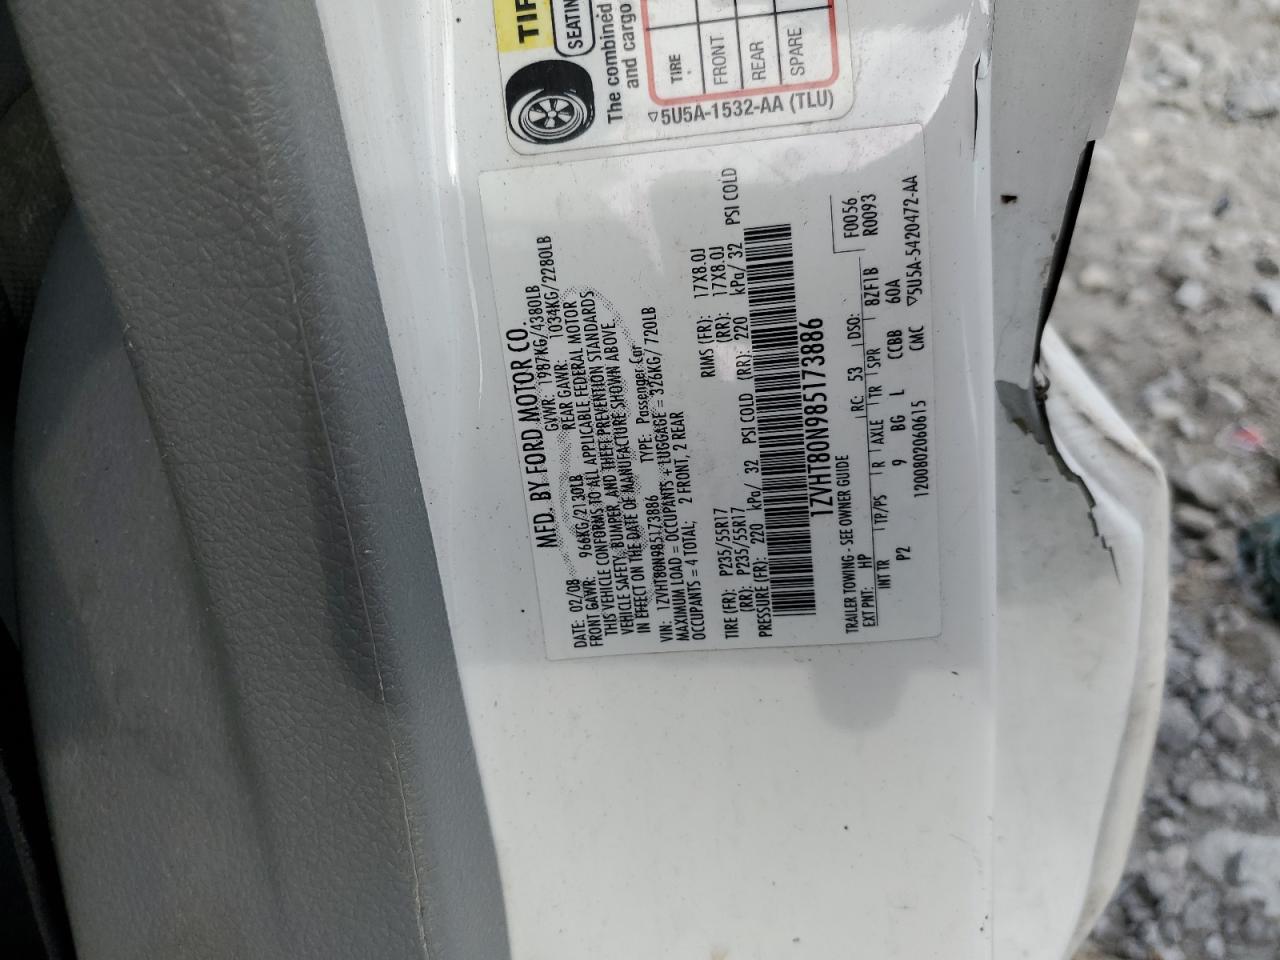 TIR
SEATIN
The combined
and cargo
TIRE
FRONT
REAR
SPARE
5U5A-1532-AA (TLU)
MFD. BY FORD MOTOR CO.
DATE: 02/08 GVWR: 1987KG/4380LB
FRONT GAWR: 966KG/2130LB REAR GAWR: 1034KG/2280LB
THIS VEHICLE CONFORMS TO ALL APPLICABLE FEDERAL MOTOR
VEHICLE SAFETY, BUMPER, AND THEFT PREVENTION STANDARDS
IN EFFECT ON THE DATE OF MANUFACTURE SHOWN ABOVE.
VIN: 1ZVHT80N985173886 TYPE: Passenger Car
MAXIMUM LOAD = OCCUPANTS + LUGGAGE = 326KG/ 720LB
OCCUPANTS = 4 TOTAL; 2 FRONT, 2 REAR
TIRE (FR): P235/55R17 RIMS (FR): 17X8.0J
(RR): P235/55R17 (RR): 17X8.0J
PRESSURE (FR): 220 kPa/ 32 PSI COLD (RR): 220 kPa/ 32 PSI COLD
1ZVHT80N985173886
TRAILER TOWING - SEE OWNER GUIDE F0056
EXT PNT: HP RC: 53 DSO: R0093
INT TR TP/PS R AXLE TR SPR 8ZF1B
P2 9 BG L CCBB 60A
1200802060615 CMC 5U5A-5420472-AA